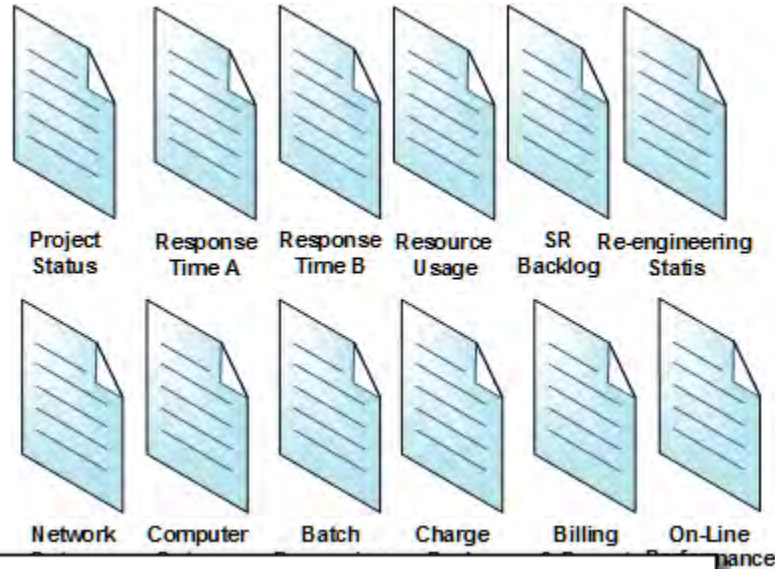 Project Response Response Resource SR Re-engineering
Status Time A Time B Usage Backlog Statis
Network Computer Batch Charge Billing On-Line